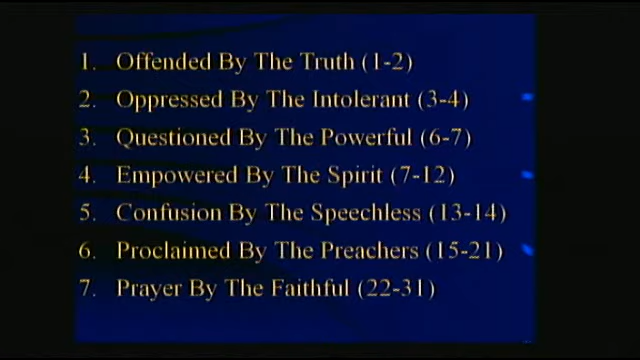 1. Offended By The Truth (1-2)
2. Oppressed By The Intolerant (3-4)
3. Questioned By The Powerful (6-7)
4. Empowered By The Spirit (7-12)
5. Confusion By The Speechless (13-14)
6. Proclaimed By The Preachers (15-21)
7. Prayer By The Faithful (22-31)